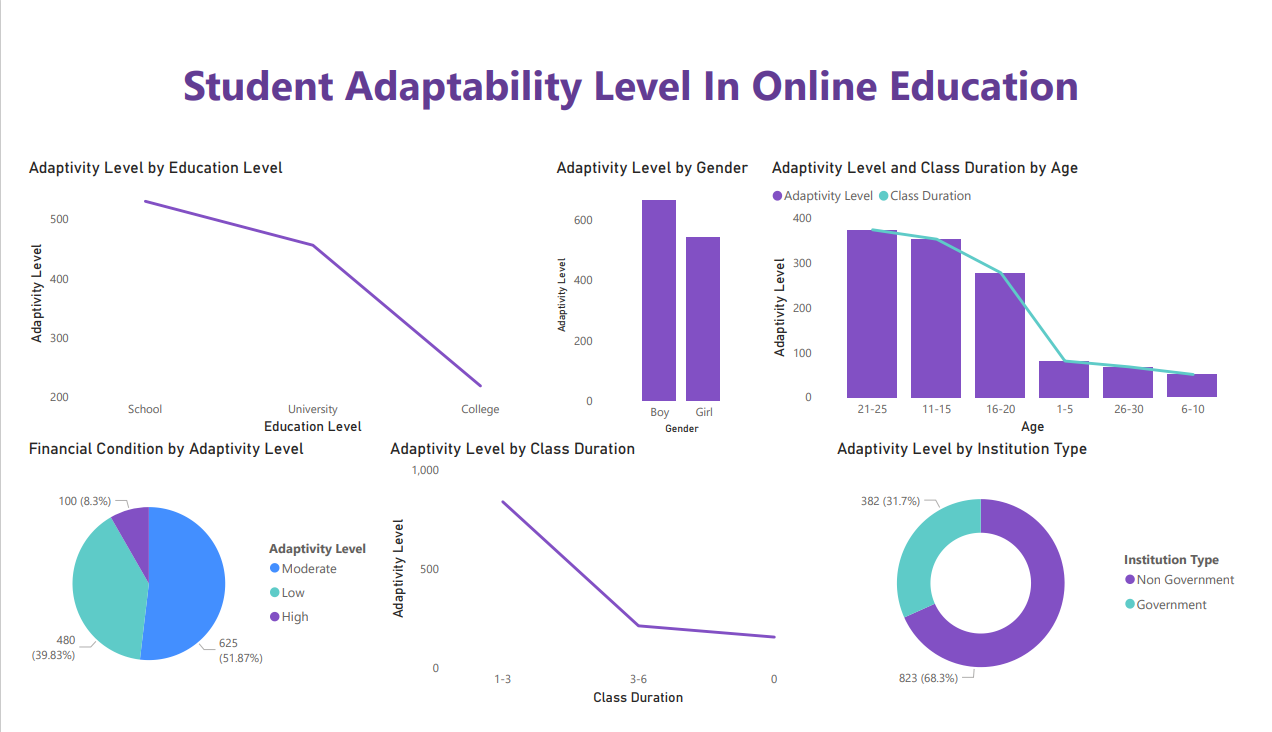 Student Adaptability Level In Online Education
Adaptivity Level by Education Level
500
400
300
200
Adaptivity Level
School
University
College
Education Level
Adaptivity Level by Gender
600
400
200
0
Adaptivity Level
Boy
Girl
Gender
Adaptivity Level and Class Duration by Age
Adaptivity Level
Class Duration
400
300
200
100
0
Adaptivity Level
21-25
11-15
16-20
1-5
26-30
6-10
Age
Financial Condition by Adaptivity Level
100 (8.3%)
480
(39.83%)
625
(51.87%)
Adaptivity Level
Moderate
Low
High
Adaptivity Level by Class Duration
1,000
500
0
Adaptivity Level
1-3
3-6
0
Class Duration
Adaptivity Level by Institution Type
382 (31.7%)
823 (68.3%)
Institution Type
Non Government
Government